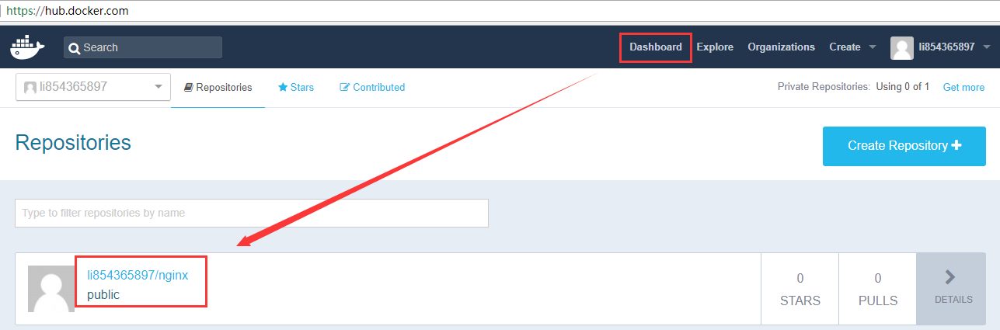 https://hub.docker.com
Search
Dashboard Explore Organizations Create li854365897
li854365897 Repositories Stars Contributed Private Repositories: Using 0 of 1 Get more
Repositories
Create Repository
Type to filter repositories by name
li854365897/nginx
public
0
STARS
0
PULLS
DETAILS